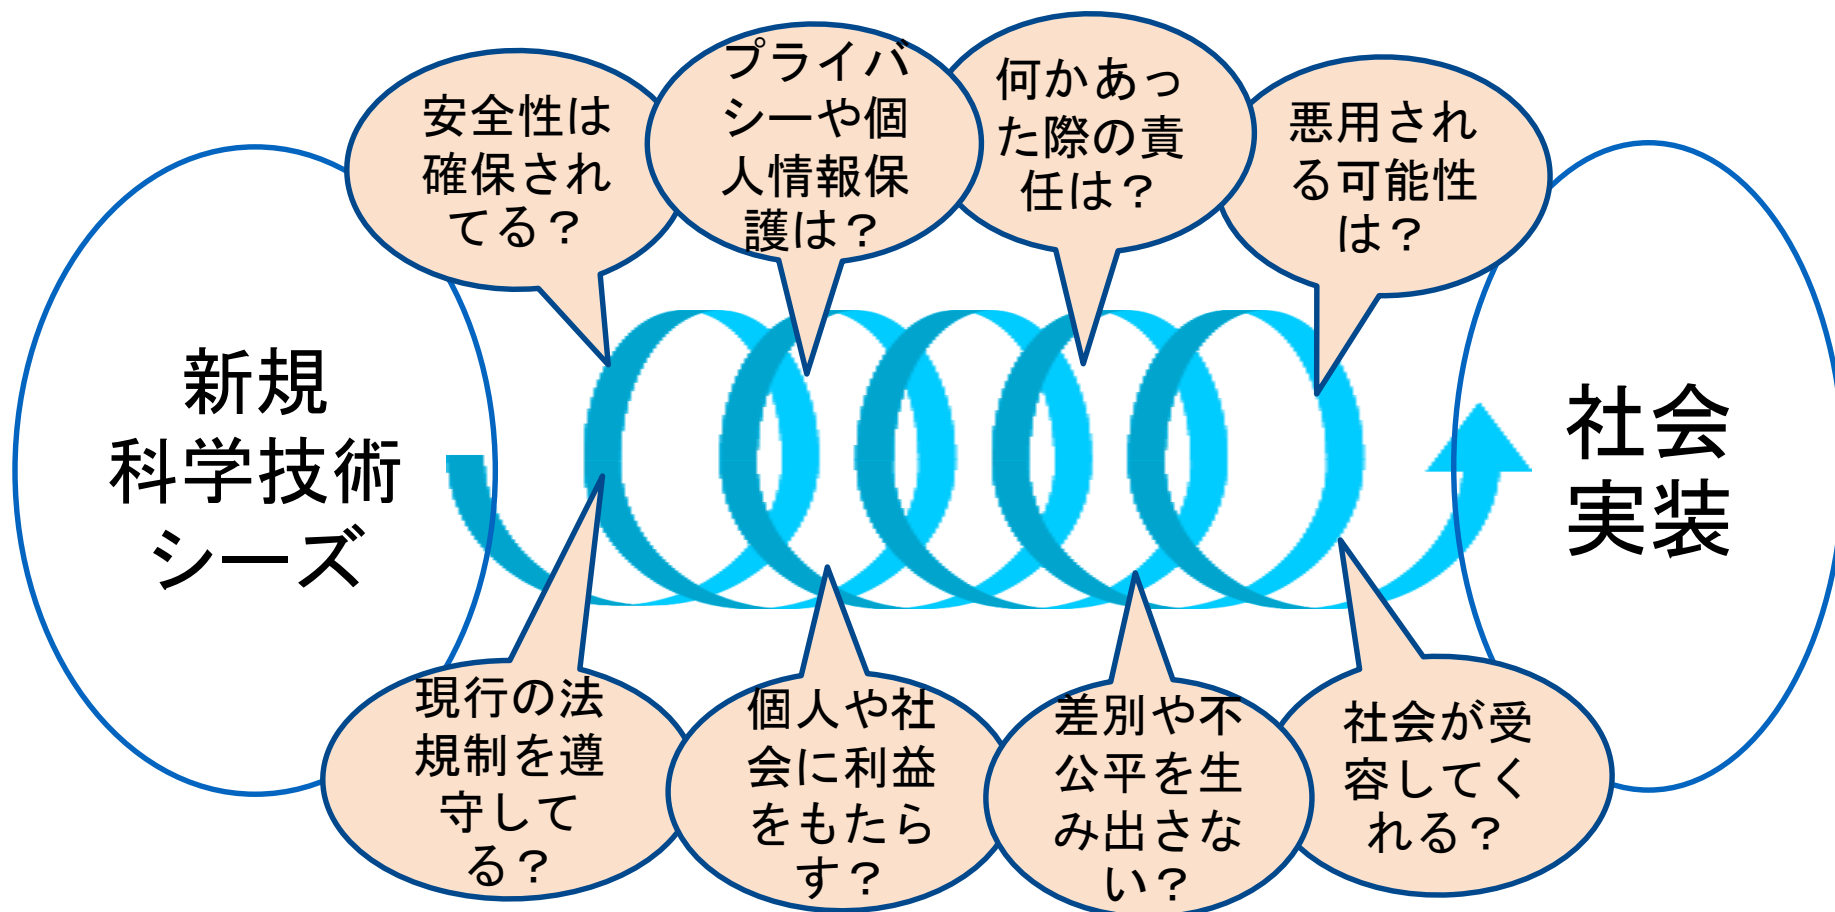 安全性は
確保され
てる？
プライバ
シーや個
人情報保
護は？
何かあっ
た際の責
任は？
悪用され
る可能性
は？
新規
科学技術
シーズ
社会
実装
現行の法
規制を遵
守して
る？
個人や社
会に利益
をもたら
す？
差別や不
公平を生
み出さな
い？
社会が受
容してく
れる？